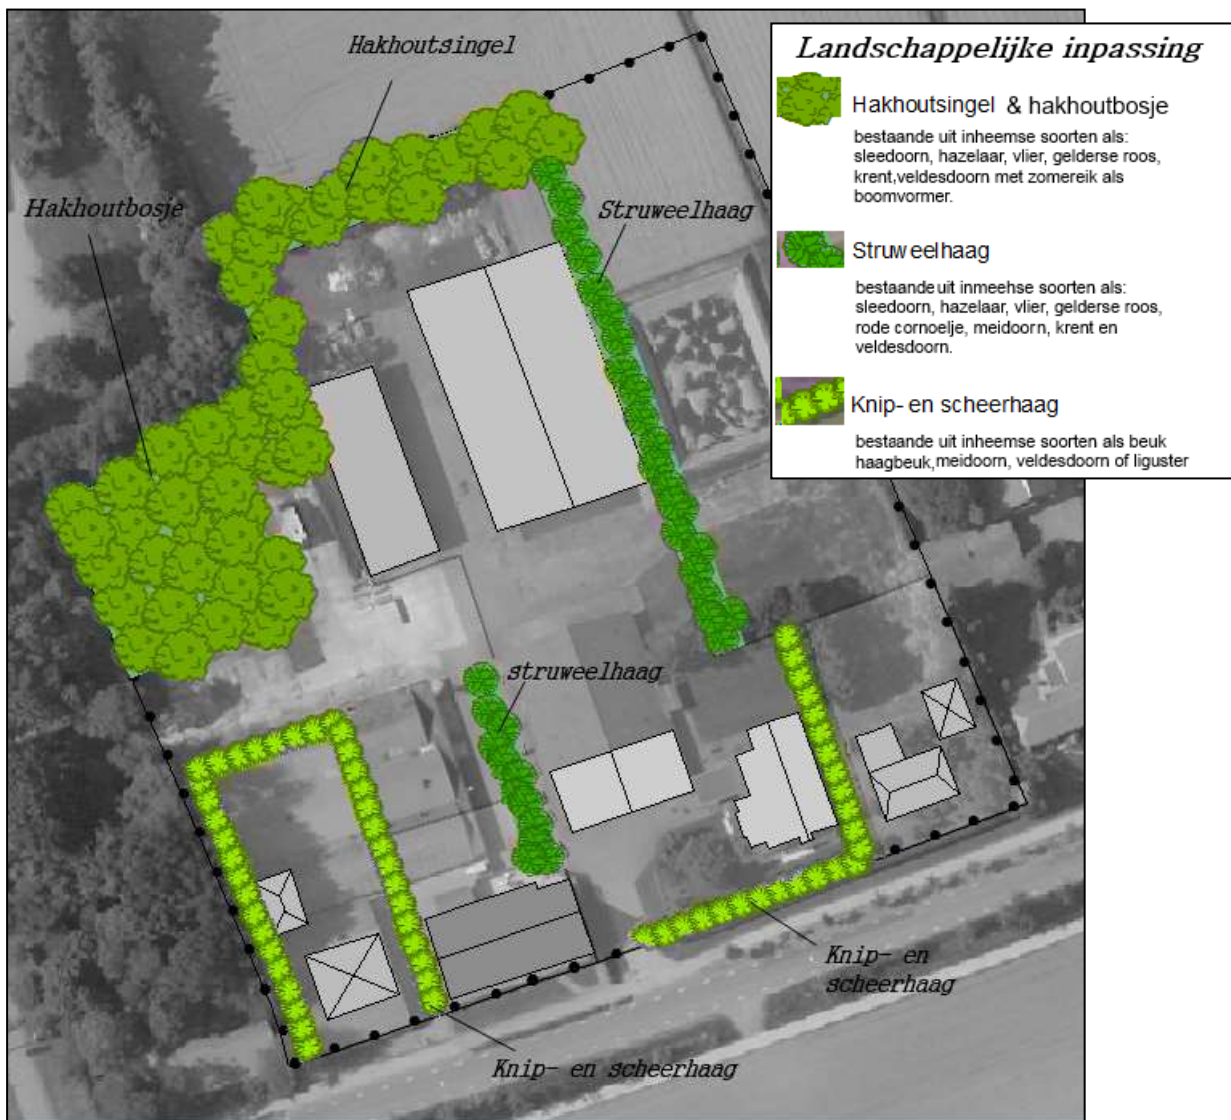 Landschappelijke inpassing
Hakhoutsingel & hakhoutbosje
bestaande uit inheemse soorten als:
sleedoorn, hazelaar, vlier, gelderse roos,
krent,veldesdoorn met zomereik als
boomvormer.
Struweelhaag
bestaande uit inmeehse soorten als:
sleedoorn, hazelaar, vlier, gelderse roos,
rode cornoelje, meidoorn, krent en
veldesdoorn.
Knip- en scheerhaag
bestaande uit inheemse soorten als beuk
haagbeuk,meidoorn, veldesdoorn of liguster
Hakhoutsingel
Hakhoutbosje
Struweelhaag
struweelhaag
Knip- en
scheerhaag
Knip- en scheerhaag